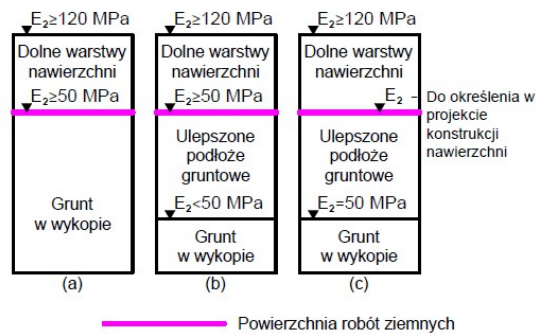 E₂≥120 MPa
Dolne warstwy
nawierzchni
E₂≥50 MPa
Grunt
w wykopie
(a)
E₂≥120 MPa
Dolne warstwy
nawierzchni
E₂≥50 MPa
Ulepszone
podłoże
gruntowe
E₂<50 MPa
Grunt
w wykopie
(b)
E₂≥120 MPa
Dolne warstwy
nawierzchni
E₂ - Do określenia w
projekcie
konstrukcji
nawierzchni
Ulepszone
podłoże
gruntowe
E₂=50 MPa
Grunt
w wykopie
(c)
Powierzchnia robót ziemnych